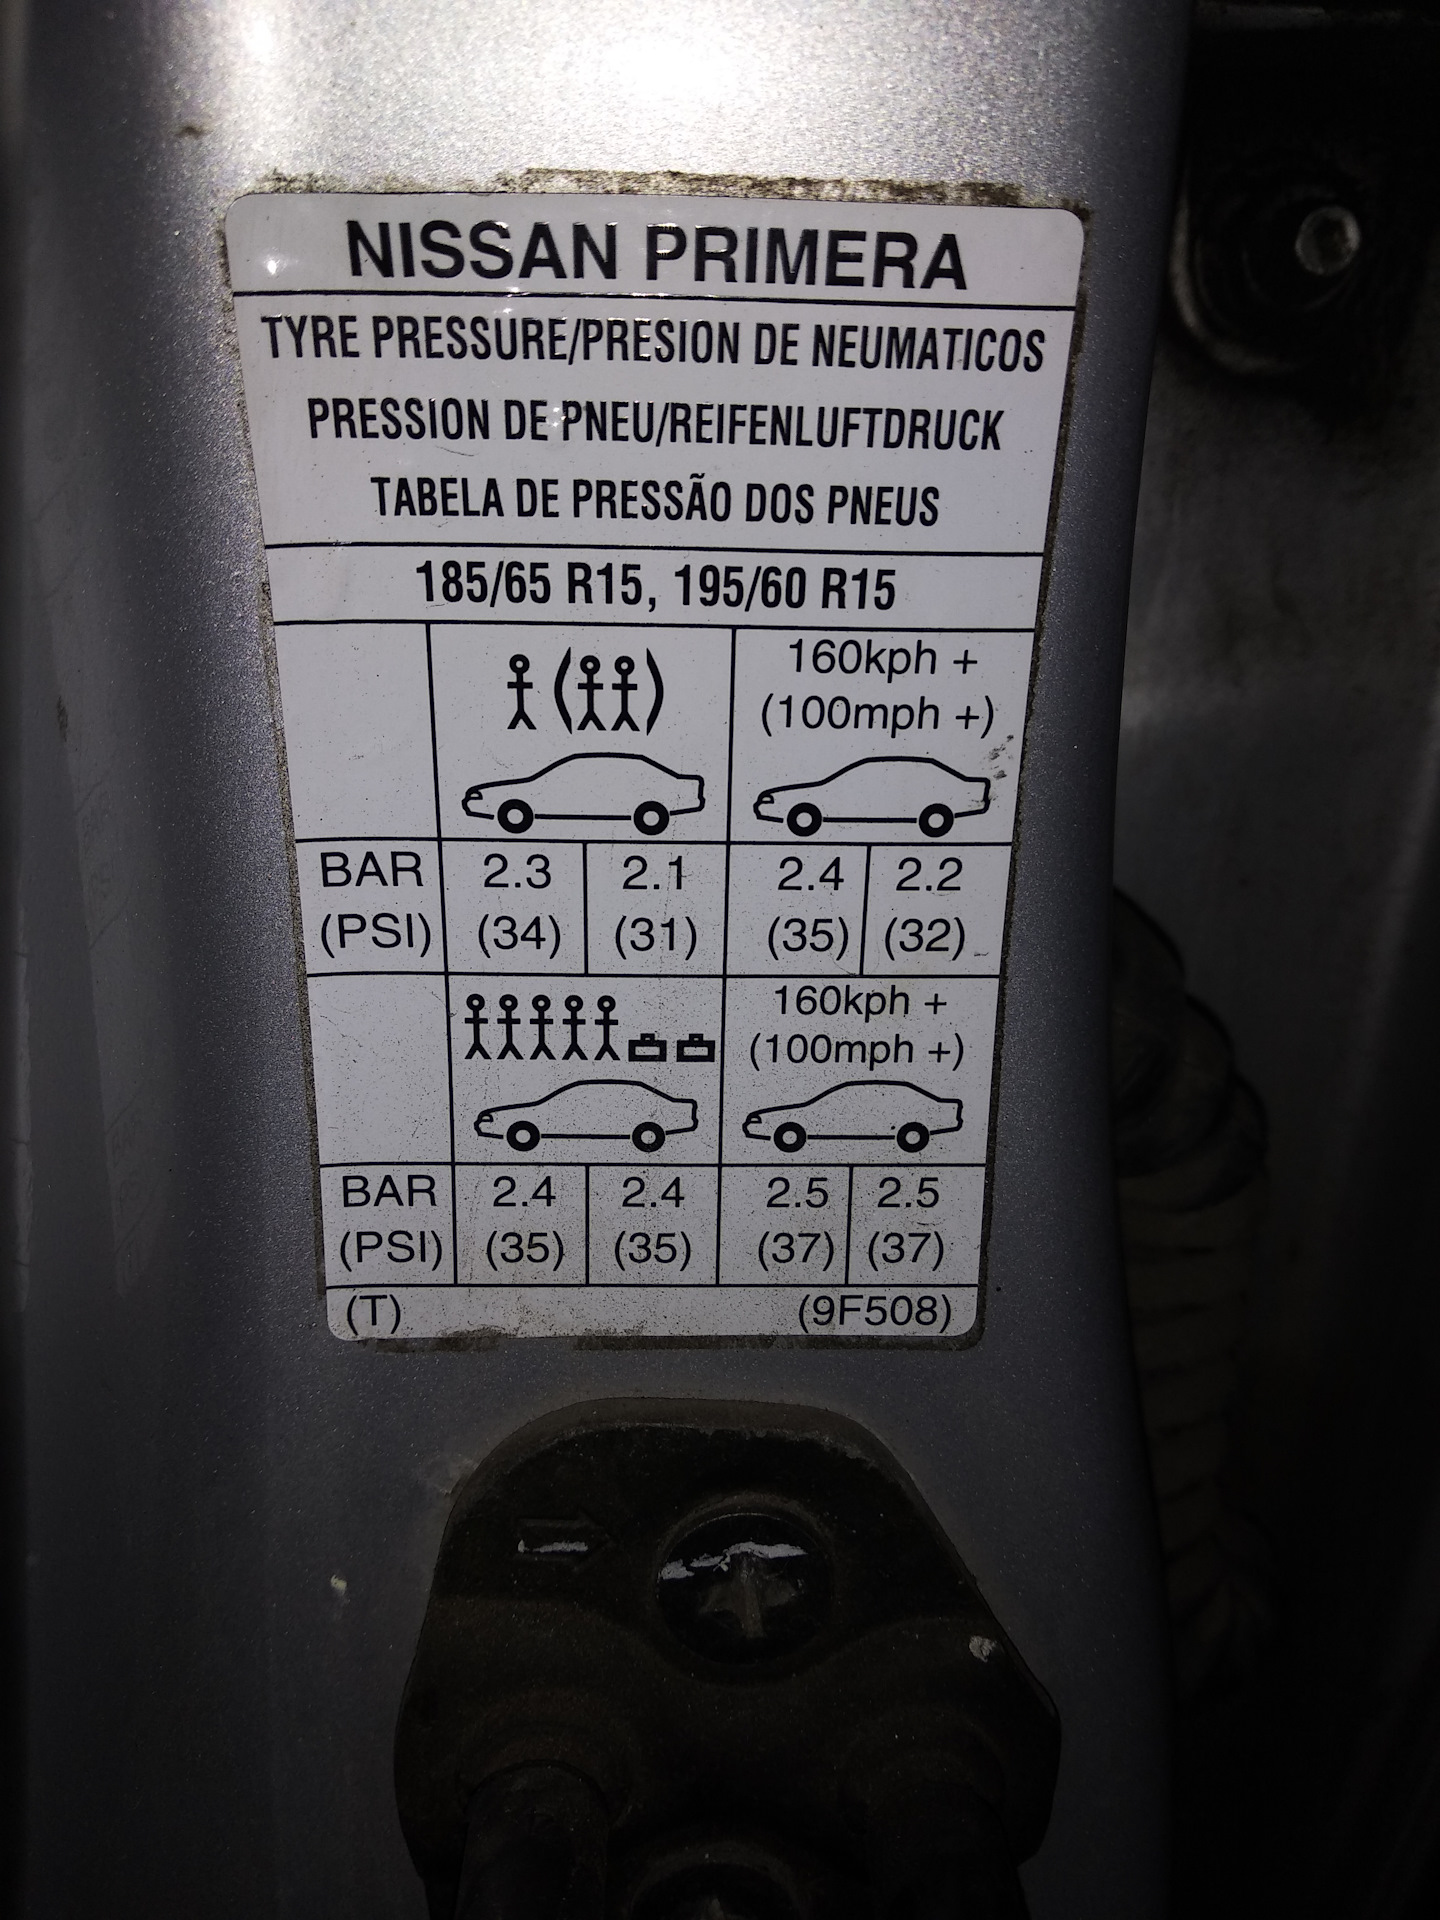 NISSAN PRIMERA
TYRE PRESSURE/PRESION DE NEUMATICOS
PRESSION DE PNEU/REIFENLUFTDRUCK
TABELA DE PRESSÃO DOS PNEUS
185/65 R15, 195/60 R15
160kph +
(100mph +)
BAR 2.3 2.1 2.4 2.2
(PSI) (34) (31) (35) (32)
160kph +
(100mph +)
BAR 2.4 2.4 2.5 2.5
(PSI) (35) (35) (37) (37)
(T) (9F508)